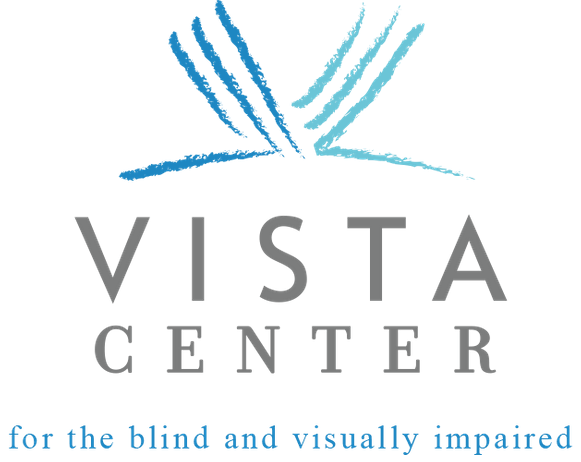 VISTA
CENTER
for the blind and visually impaired